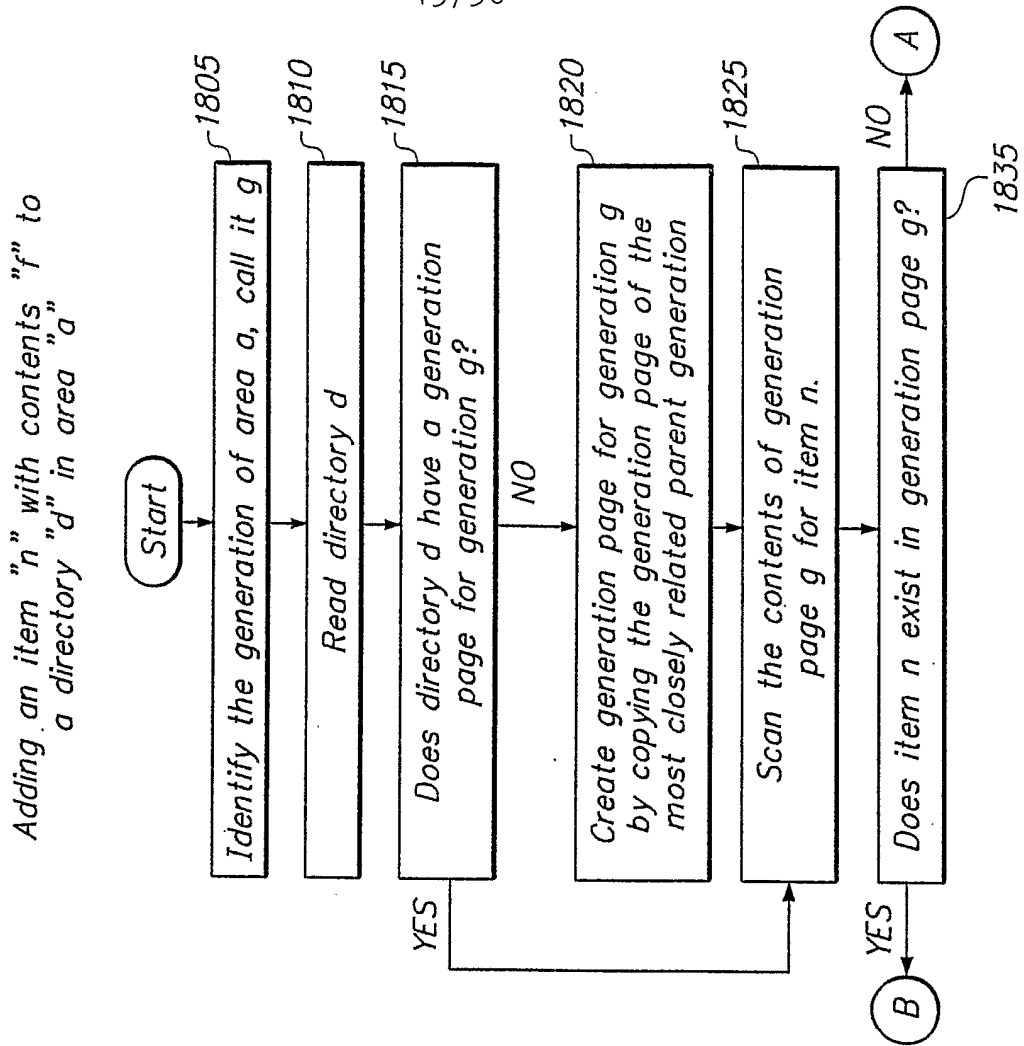 Adding an item "n" with contents "f" to
a directory "d" in area "a"
Start
1805
Identify the generation of area a, call it g
1810
Read directory d
1815
Does directory d have a generation
page for generation g?
YES
NO
1820
Create generation page for generation g
by copying the generation page of the
most closely related parent generation
1825
Scan the contents of generation
page g for item n.
1835
Does item n exist in generation page g?
YES
NO
B
A